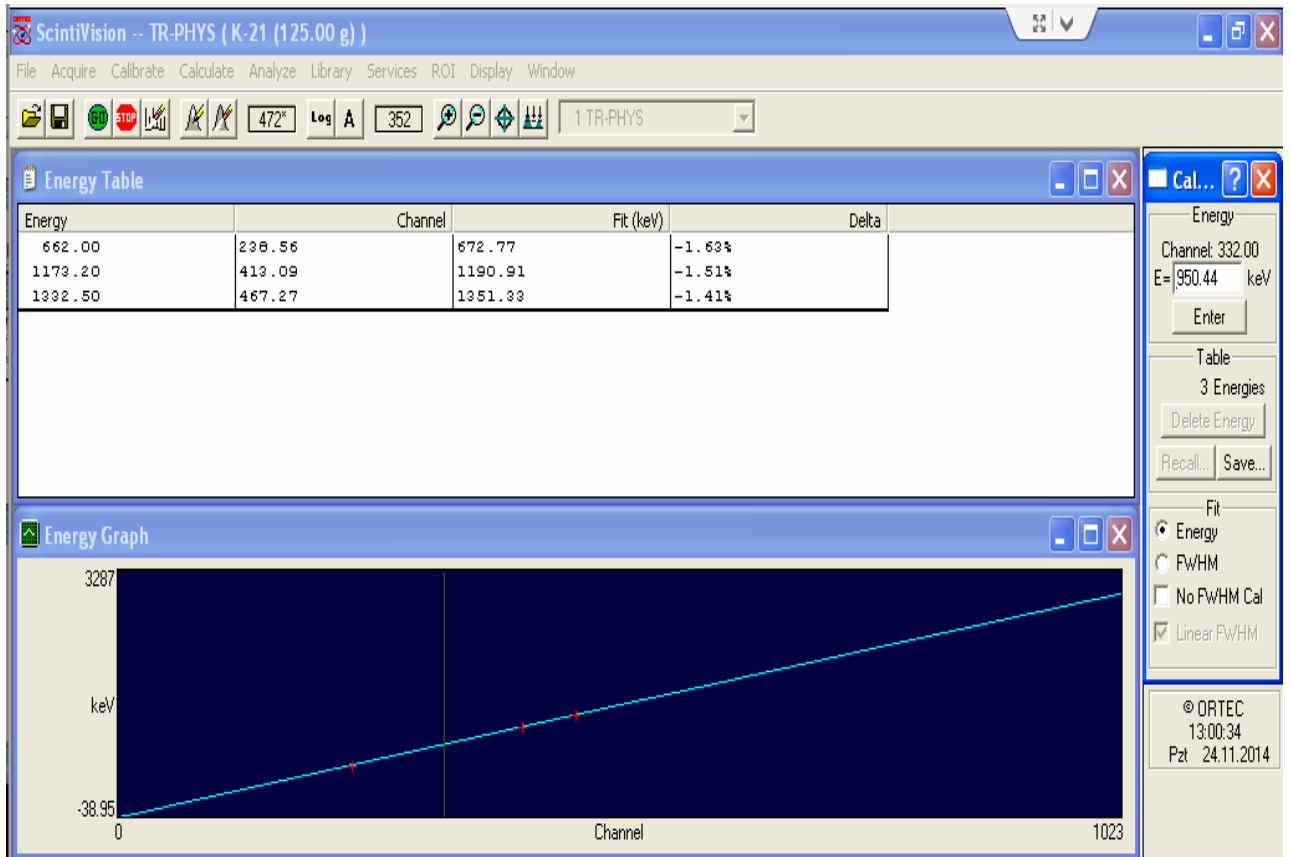 ScintiVision -- TR-PHYS ( K-21 (125.00 g) )
File Acquire Calibrate Calculate Analyze Library Services ROI Display Window
GO STOP 472* Log A 352 1 TR-PHYS
Energy Table
Energy Channel Fit (keV) Delta
662.00 238.56 672.77 -1.63%
1173.20 413.09 1190.91 -1.51%
1332.50 467.27 1351.33 -1.41%
Energy Graph
3287
keV
-38.95
0 Channel 1023
Cal... ?
Energy
Channel: 332.00
E= 950.44 keV
Enter
Table
3 Energies
Delete Energy
Recall... Save...
Fit
Energy
FWHM
No FWHM Cal
Linear FWHM
© ORTEC
13:00:34
Pzt 24.11.2014